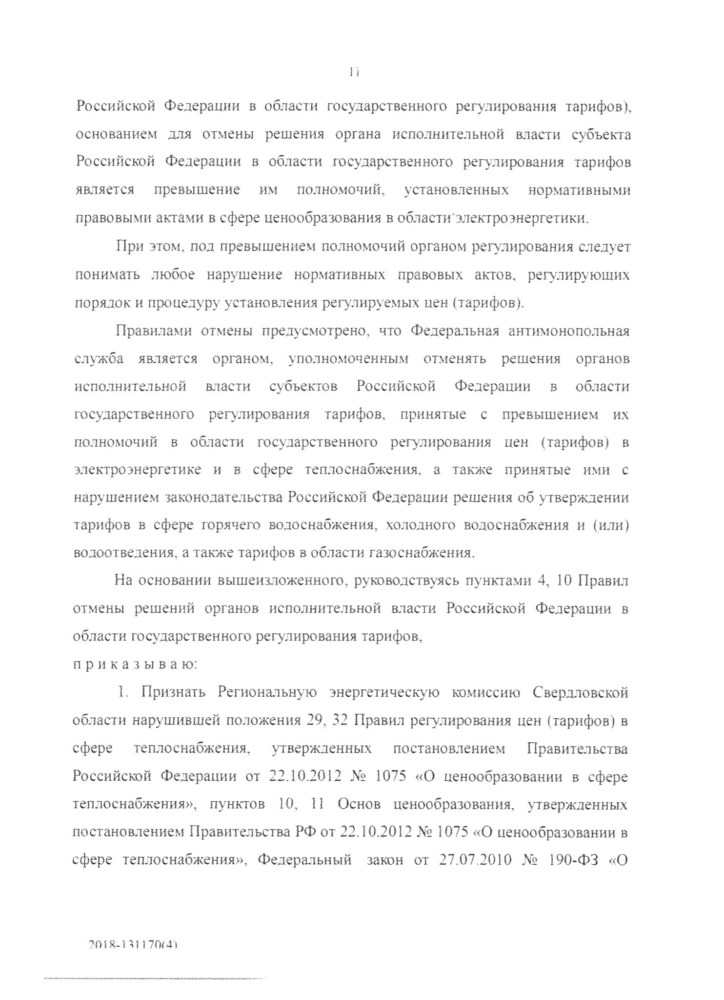 11
Российской Федерации в области государственного регулирования тарифов),
основанием для отмены решения органа исполнительной власти субъекта
Российской Федерации в области государственного регулирования тарифов
является превышение им полномочий, установленных нормативными
правовыми актами в сфере ценообразования в области электроэнергетики.
При этом, под превышением полномочий органом регулирования следует
понимать любое нарушение нормативных правовых актов, регулирующих
порядок и процедуру установления регулируемых цен (тарифов).
Правилами отмены предусмотрено, что Федеральная антимонопольная
служба является органом, уполномоченным отменять решения органов
исполнительной власти субъектов Российской Федерации в области
государственного регулирования тарифов, принятые с превышением их
полномочий в области государственного регулирования цен (тарифов) в
электроэнергетике и в сфере теплоснабжения, а также принятые ими с
нарушением законодательства Российской Федерации решения об утверждении
тарифов в сфере горячего водоснабжения, холодного водоснабжения и (или)
водоотведения, а также тарифов в области газоснабжения.
На основании вышеизложенного, руководствуясь пунктами 4, 10 Правил
отмены решений органов исполнительной власти Российской Федерации в
области государственного регулирования тарифов,
п р и к а з ы в а ю:
1. Признать Региональную энергетическую комиссию Свердловской
области нарушившей положения 29, 32 Правил регулирования цен (тарифов) в
сфере теплоснабжения, утвержденных постановлением Правительства
Российской Федерации от 22.10.2012 № 1075 «О ценообразовании в сфере
теплоснабжения», пунктов 10, 11 Основ ценообразования, утвержденных
постановлением Правительства РФ от 22.10.2012 № 1075 «О ценообразовании в
сфере теплоснабжения», Федеральный закон от 27.07.2010 № 190-ФЗ «О
2018-131170(4)